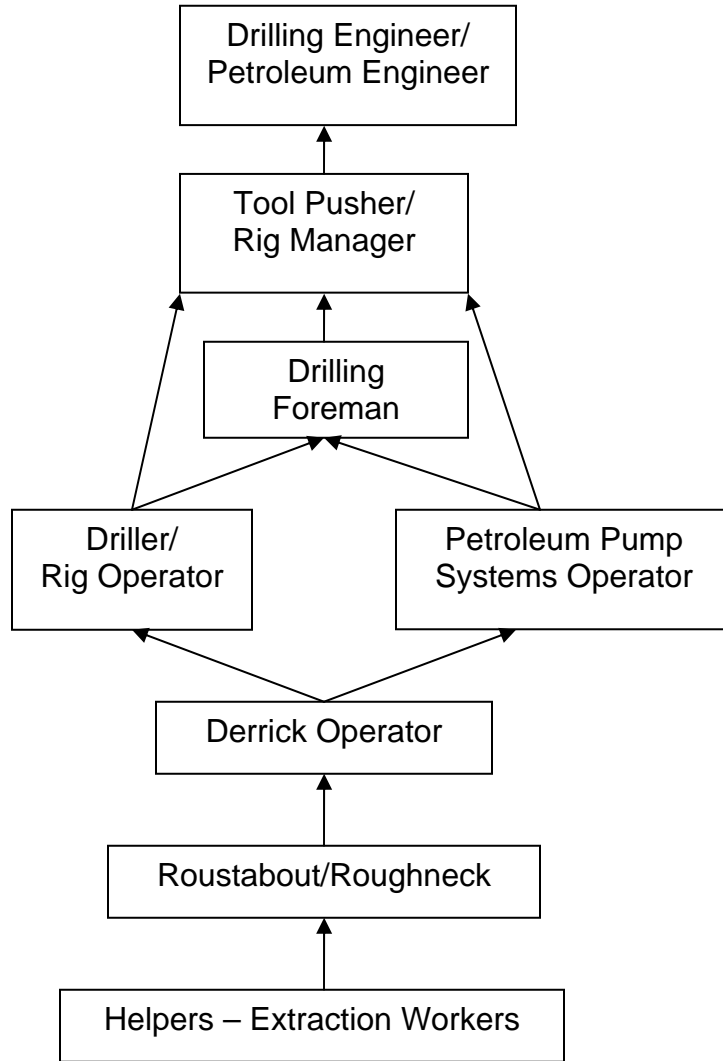 Drilling Engineer/
Petroleum Engineer
Tool Pusher/
Rig Manager
Drilling
Foreman
Driller/
Rig Operator
Petroleum Pump
Systems Operator
Derrick Operator
Roustabout/Roughneck
Helpers – Extraction Workers